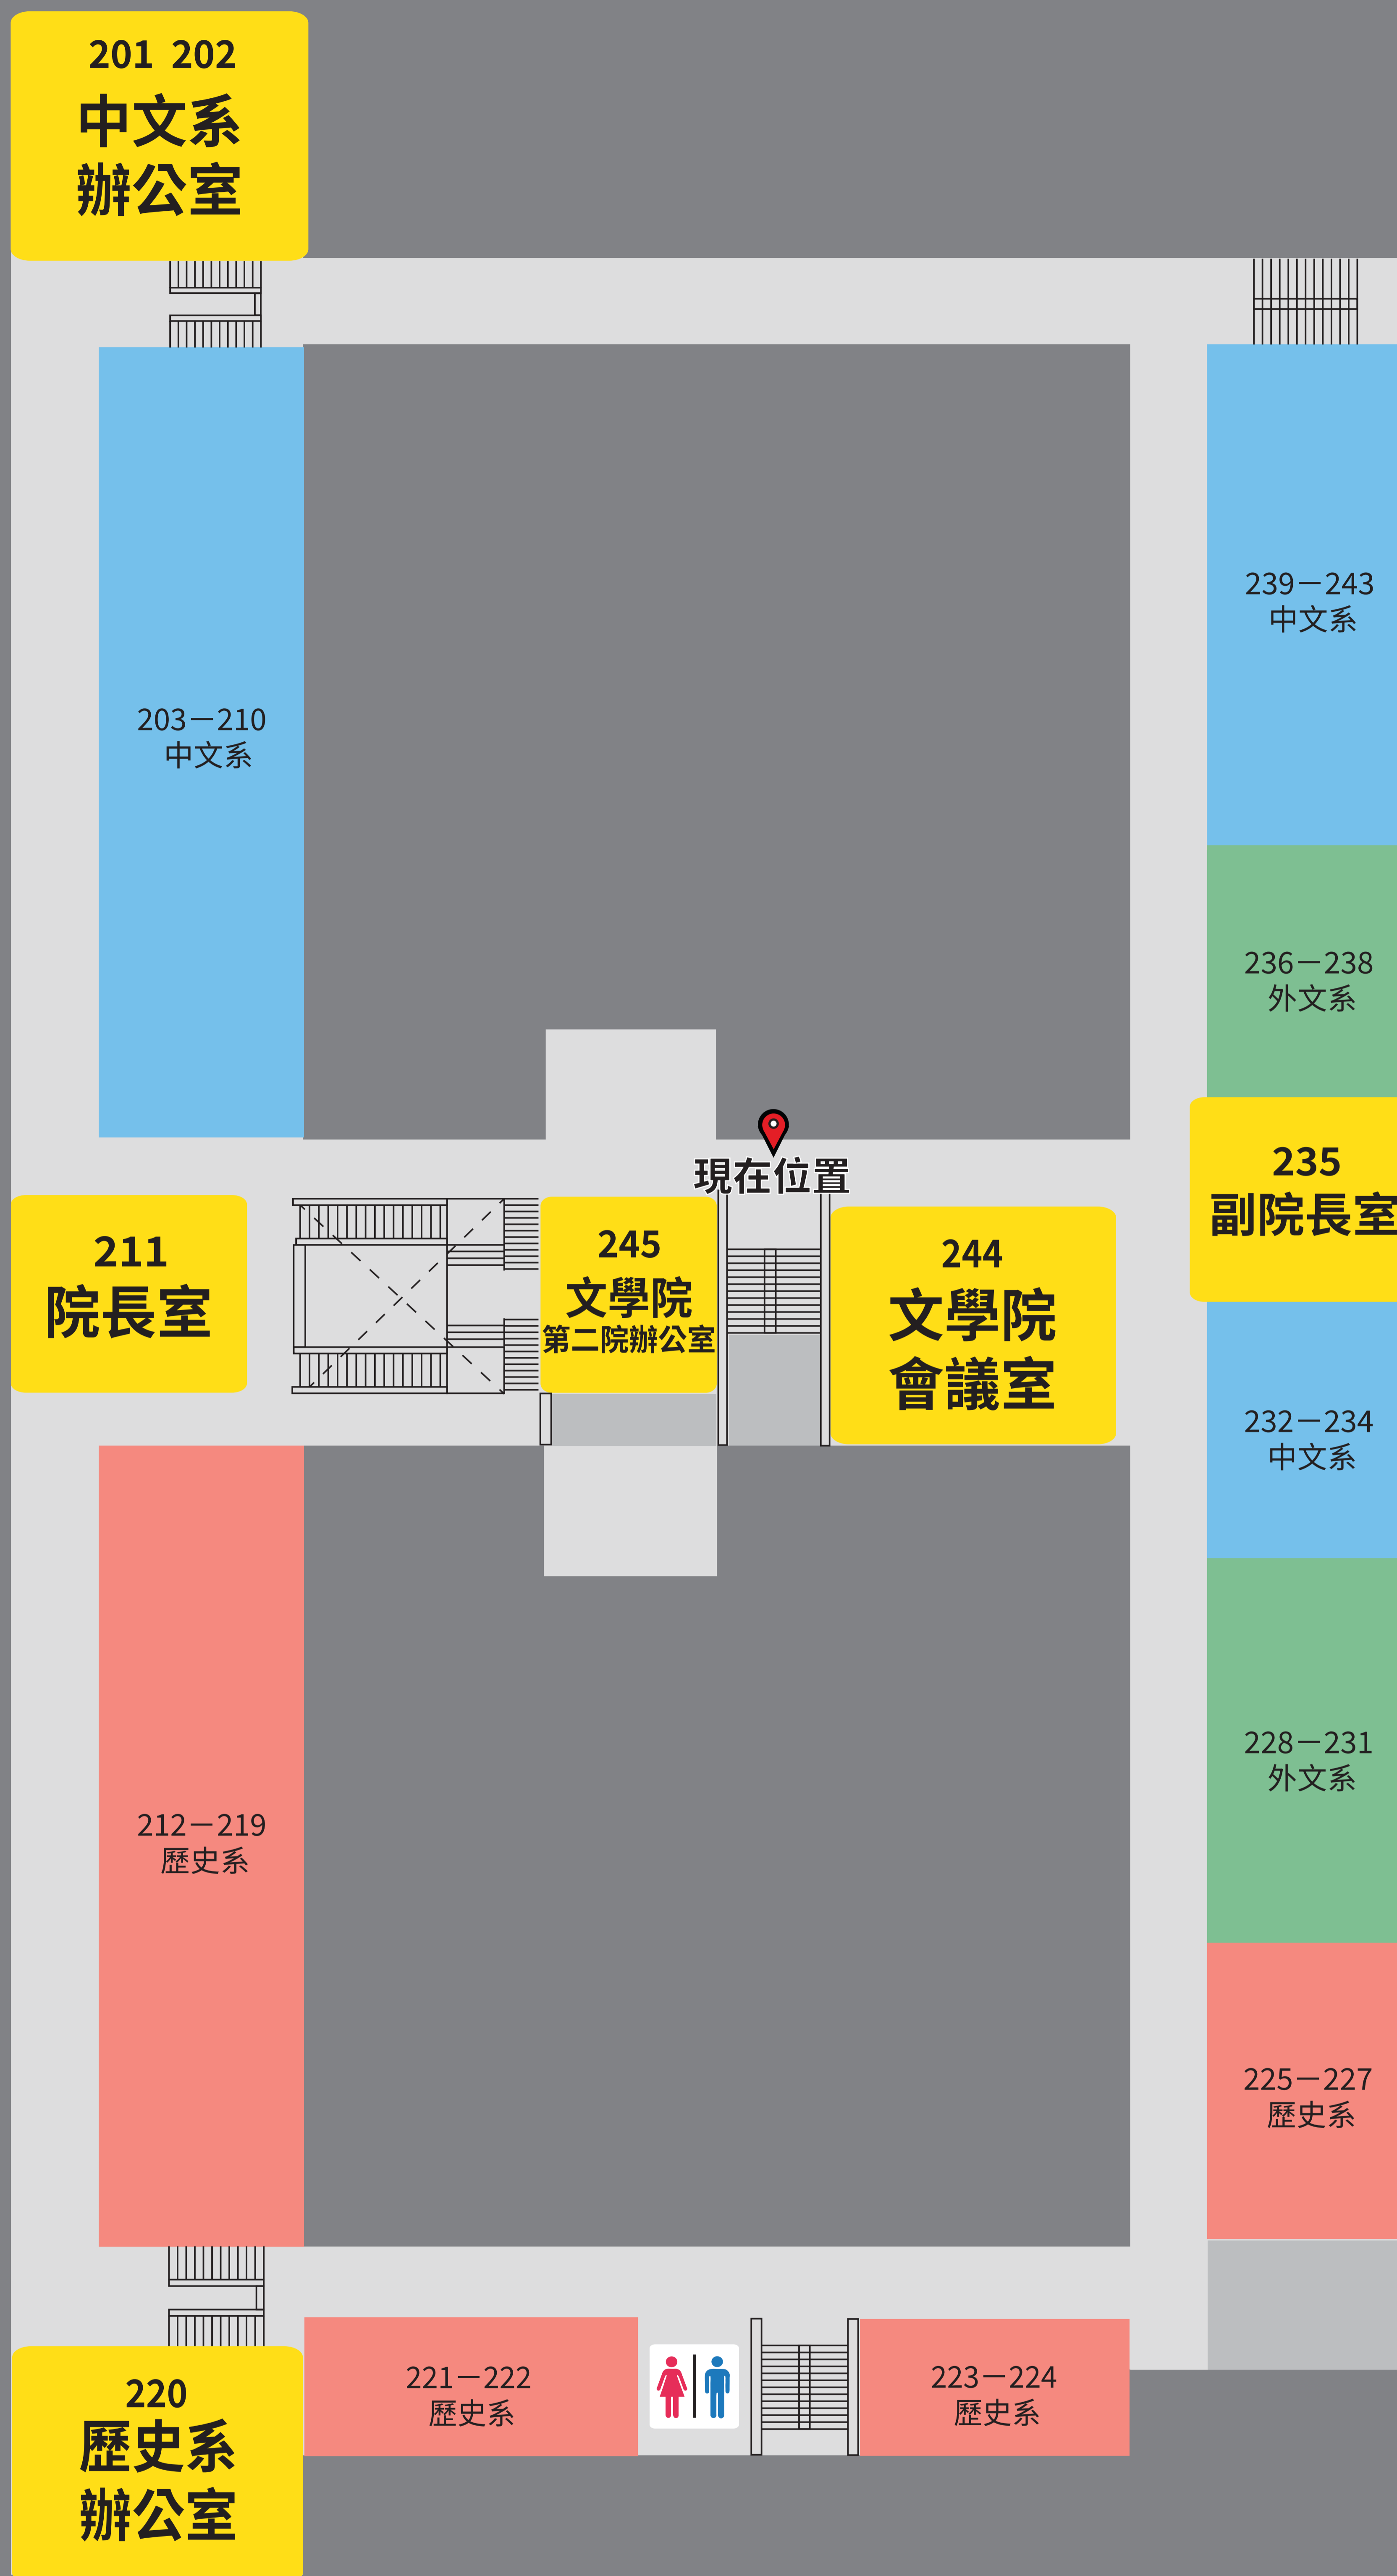 201 202
中文系
辦公室
239－243
中文系
203－210
中文系
236－238
外文系
現在位置
235
副院長室
211
院長室
245
文學院
第二院辦公室
244
文學院
會議室
232－234
中文系
228－231
外文系
212－219
歷史系
225－227
歷史系
221－222
歷史系
223－224
歷史系
220
歷史系
辦公室